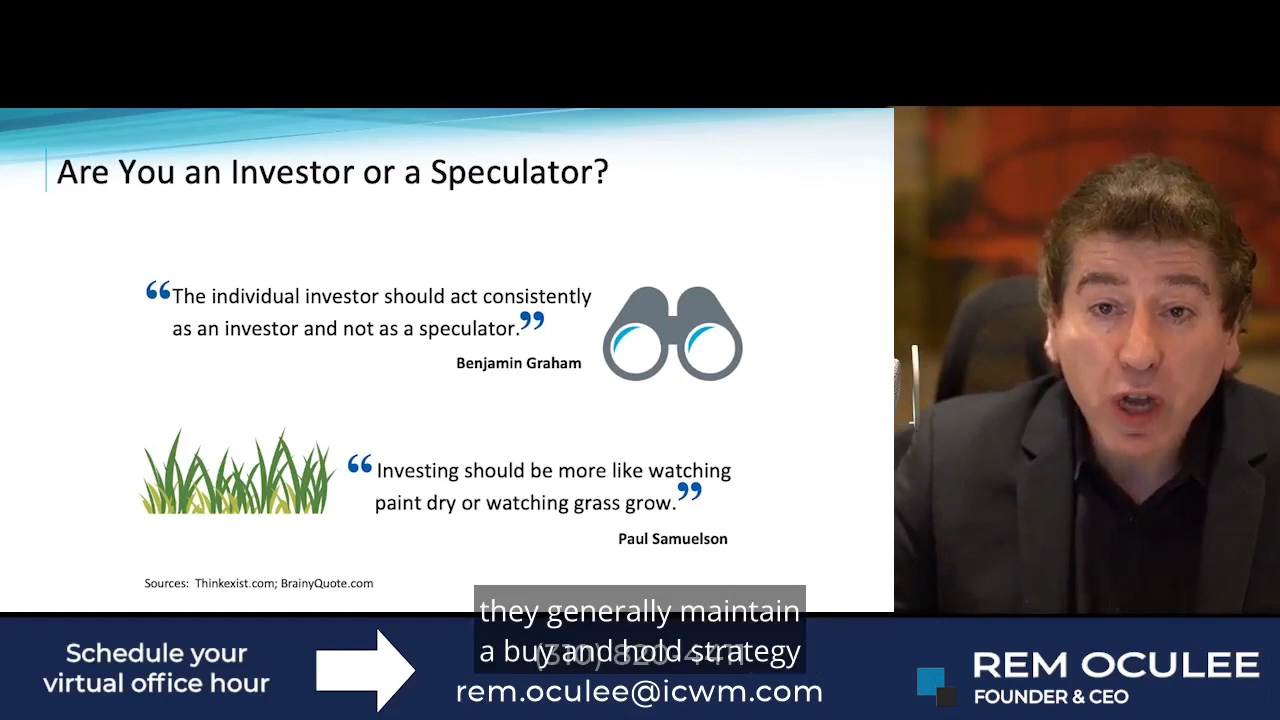 Are You an Investor or a Speculator?
“The individual investor should act consistently
as an investor and not as a speculator.”
Benjamin Graham
“Investing should be more like watching
paint dry or watching grass grow.”
Paul Samuelson
Sources: Thinkexist.com; BrainyQuote.com
they generally maintain
a buy and hold strategy
Schedule your
virtual office hour
rem.oculee@icwm.com
REM OCULEE
FOUNDER & CEO